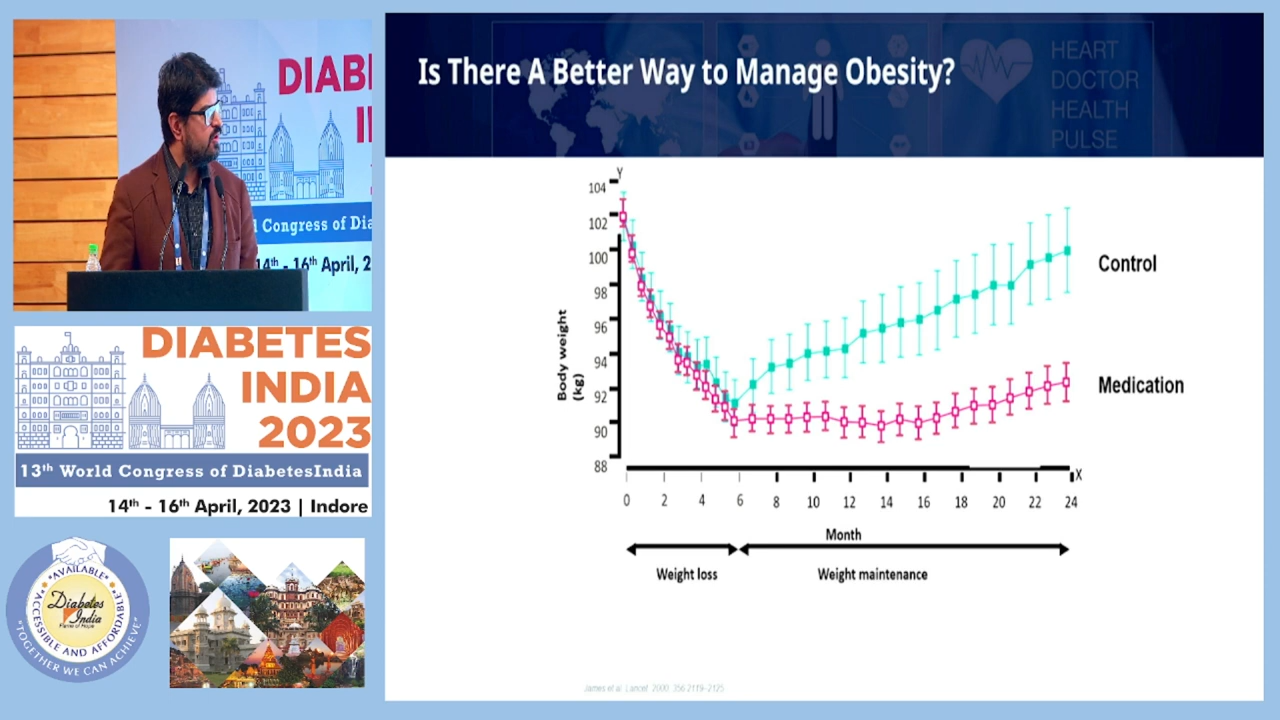 DIABE
I
l Congress of Dia
14th - 16th April, 2
DIABETES
INDIA
2023
13th World Congress of DiabetesIndia
14th - 16th April, 2023 | Indore
"AVAILABLE"
"ACCESSIBLE AND AFFORDABLE"
Diabetes
India
Flame of Hope
"TOGETHER WE CAN ACHIEVE"
Is There A Better Way to Manage Obesity?
HEART
DOCTOR
HEALTH
PULSE
Y
104
102
100
98
96
94
92
90
88
Body weight
(kg)
Control
Medication
X
0 2 4 6 8 10 12 14 16 18 20 22 24
Month
Weight loss Weight maintenance
James et al. Lancet 2000; 356:2119-2125